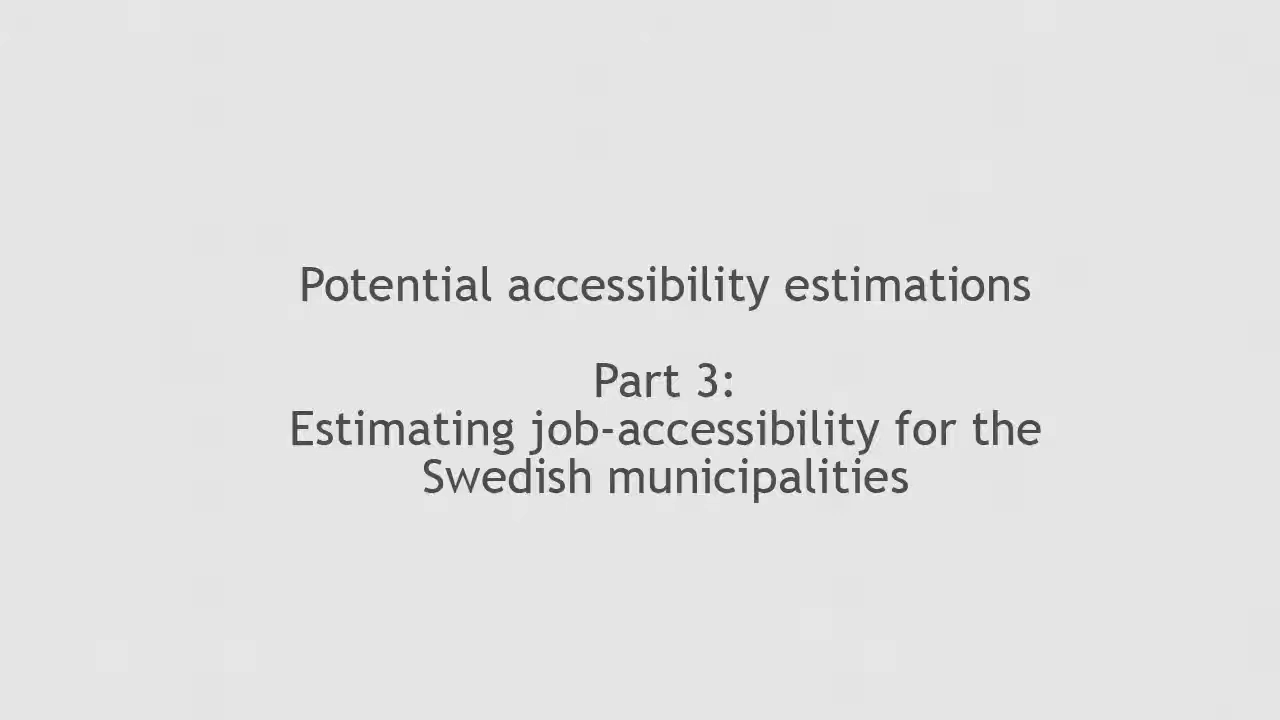 Potential accessibility estimations
Part 3:
Estimating job-accessibility for the
Swedish municipalities